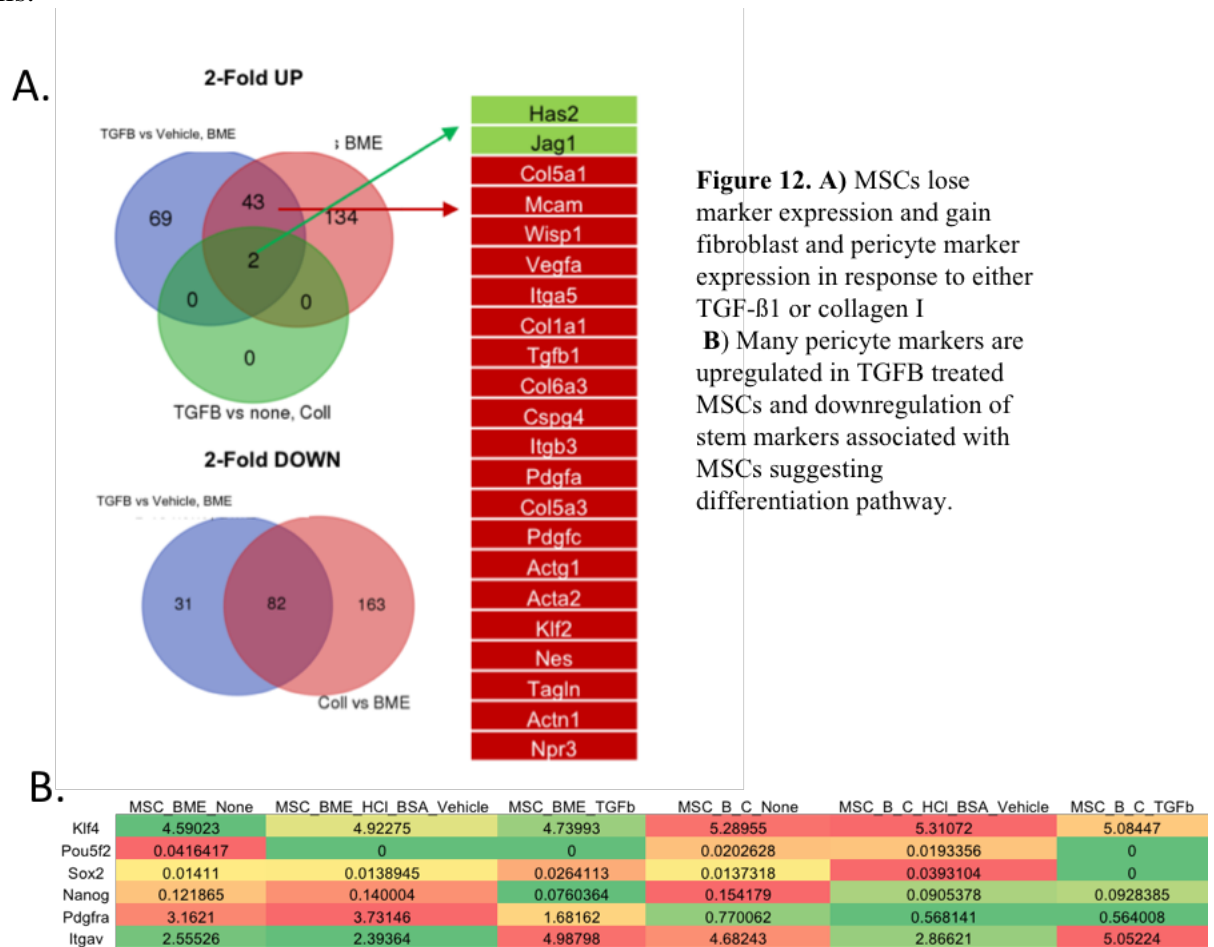 A.
2-Fold UP
TGFB vs Vehicle, BME
BME
69
43
134
2
0
0
0
TGFB vs none, Coll
2-Fold DOWN
TGFB vs Vehicle, BME
31
82
163
Coll vs BME
Has2
Jag1
Col5a1
Mcam
Wisp1
Vegfa
Itga5
Col1a1
Tgfb1
Col6a3
Cspg4
Itgb3
Pdgfa
Col5a3
Pdgfc
Actg1
Acta2
Klf2
Nes
Tagln
Actn1
Npr3
Figure 12. A) MSCs lose
marker expression and gain
fibroblast and pericyte marker
expression in response to either
TGF-ß1 or collagen I
B) Many pericyte markers are
upregulated in TGFB treated
MSCs and downregulation of
stem markers associated with
MSCs suggesting
differentiation pathway.
B.
MSC_BME_None MSC_BME_HCl_BSA_Vehicle MSC_BME_TGFb MSC_B_C_None MSC_B_C_HCl_BSA_Vehicle MSC_B_C_TGFb
Klf4 4.59023 4.92275 4.73993 5.28955 5.31072 5.08447
Pou5f2 0.0416417 0 0 0.0202628 0.0193356 0
Sox2 0.01411 0.0138945 0.0264113 0.0137318 0.0393104 0
Nanog 0.121865 0.140004 0.0760364 0.154179 0.0905378 0.0928385
Pdgfra 3.1621 3.73146 1.68162 0.770062 0.568141 0.564008
Itgav 2.55526 2.39364 4.98798 4.68243 2.86621 5.05224